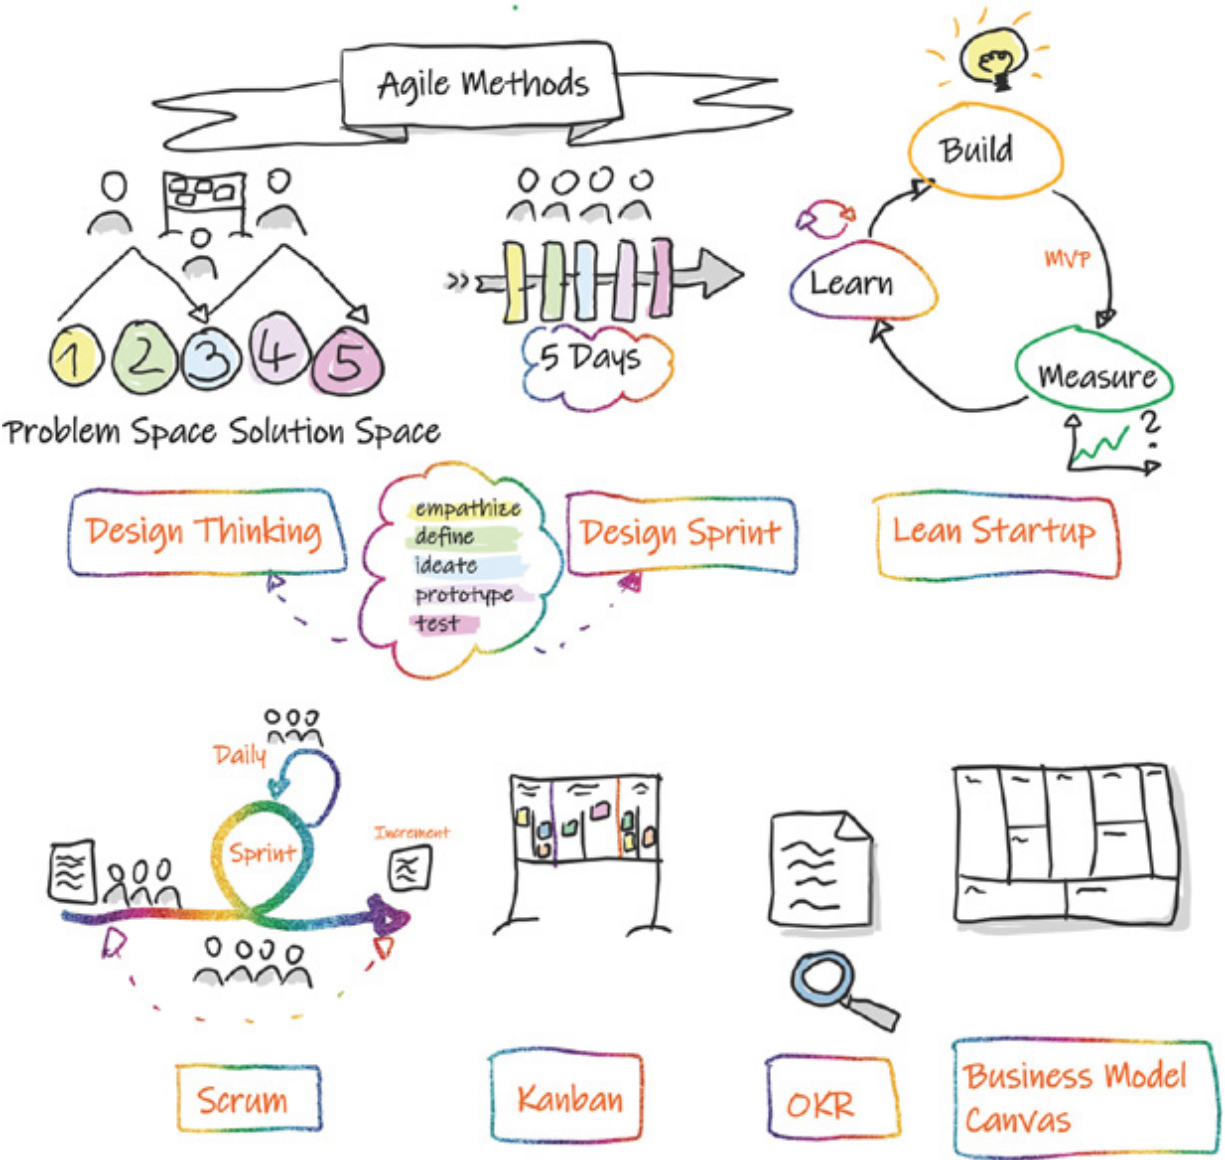 Agile Methods
Build
MVP
Learn
Measure
?
1 2 3 4 5
Problem Space Solution Space
5 Days
Design Thinking
empathize
define
ideate
prototype
test
Design Sprint
Lean Startup
Daily
Sprint
Increment
Scrum
Kanban
OKR
Business Model
Canvas